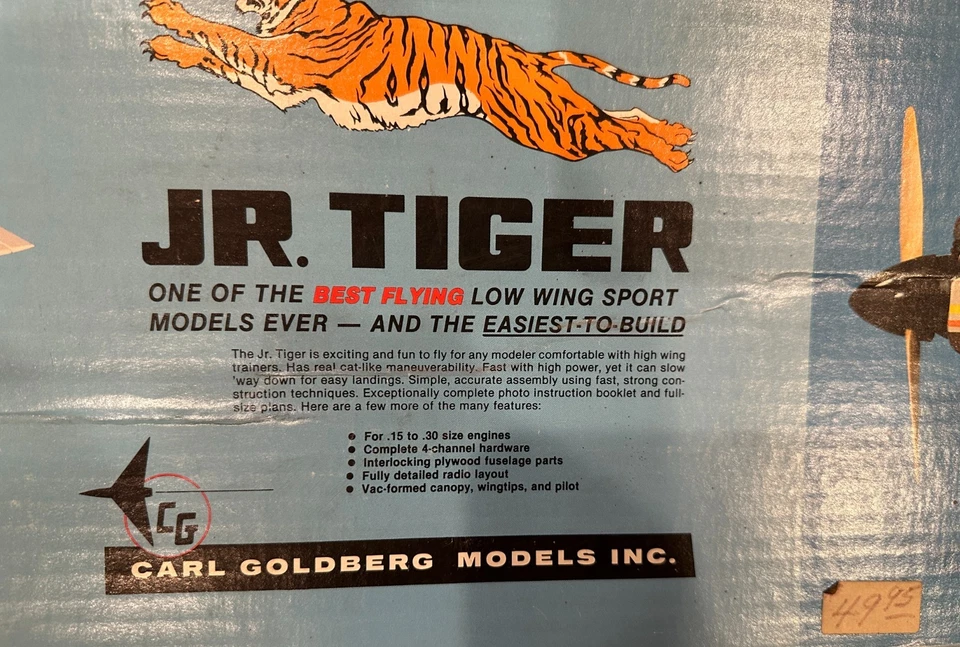 JR. TIGER
ONE OF THE BEST FLYING LOW WING SPORT
MODELS EVER — AND THE EASIEST-TO-BUILD
The Jr. Tiger is exciting and fun to fly for any modeler comfortable with high wing
trainers. Has real cat-like maneuverability. Fast with high power, yet it can slow
'way down for easy landings. Simple, accurate assembly using fast, strong con-
struction techniques. Exceptionally complete photo instruction booklet and full-
size plans. Here are a few more of the many features:
● For .15 to .30 size engines
● Complete 4-channel hardware
● Interlocking plywood fuselage parts
● Fully detailed radio layout
● Vac-formed canopy, wingtips, and pilot
CG
CARL GOLDBERG MODELS INC.
49 95